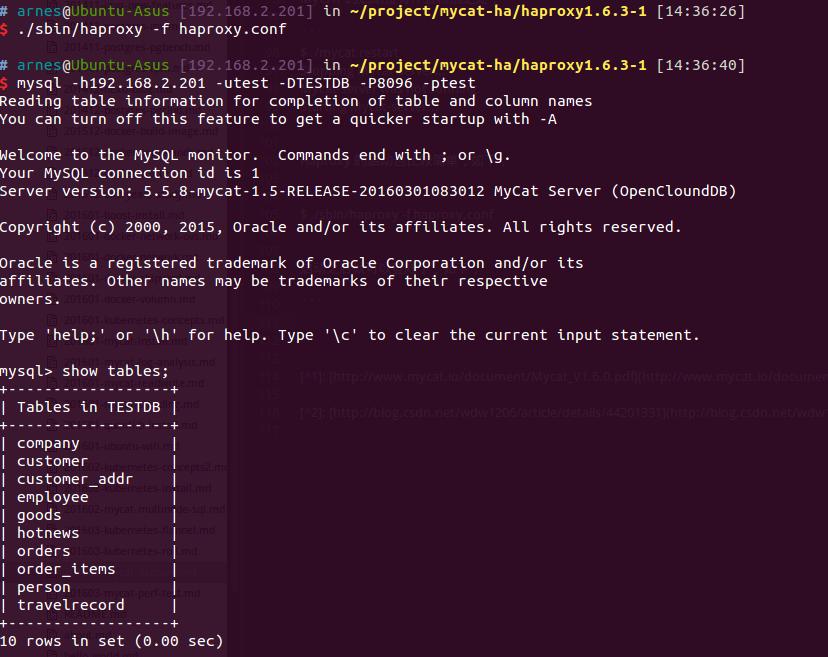 # arnes@Ubuntu-Asus [192.168.2.201] in ~/project/mycat-ha/haproxy1.6.3-1 [14:36:26]
$ ./sbin/haproxy -f haproxy.conf
# arnes@Ubuntu-Asus [192.168.2.201] in ~/project/mycat-ha/haproxy1.6.3-1 [14:36:40]
$ mysql -h192.168.2.201 -utest -DTESTDB -P8096 -ptest
Reading table information for completion of table and column names
You can turn off this feature to get a quicker startup with -A
Welcome to the MySQL monitor.  Commands end with ; or \g.
Your MySQL connection id is 1
Server version: 5.5.8-mycat-1.5-RELEASE-20160301083012 MyCat Server (OpenCloundDB)
Copyright (c) 2000, 2015, Oracle and/or its affiliates. All rights reserved.
Oracle is a registered trademark of Oracle Corporation and/or its
affiliates. Other names may be trademarks of their respective
owners.
Type 'help;' or '\h' for help. Type '\c' to clear the current input statement.
mysql> show tables;
+------------------+
| Tables in TESTDB |
+------------------+
| company          |
| customer         |
| customer_addr    |
| employee         |
| goods            |
| hotnews          |
| orders           |
| order_items      |
| person           |
| travelrecord     |
+------------------+
10 rows in set (0.00 sec)